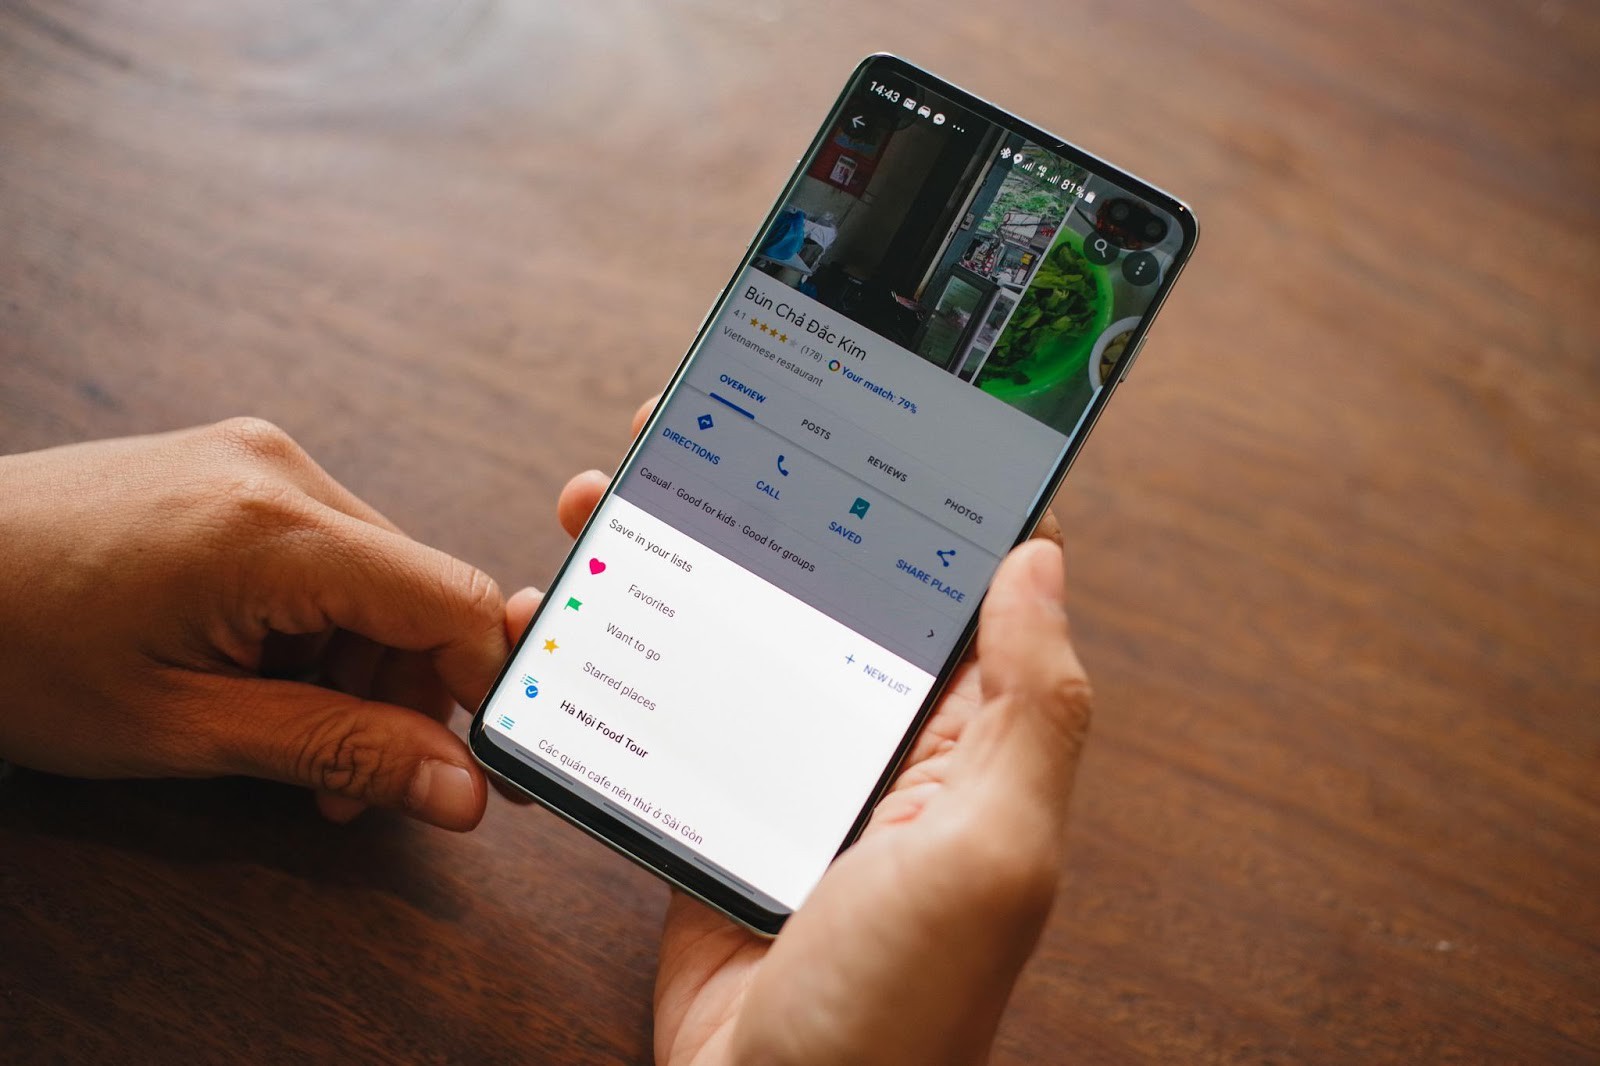 14:43 ...
4G 81%
Bún Chả Đắc Kim
4.1 (178) · Your match: 79%
Vietnamese restaurant
OVERVIEW POSTS REVIEWS PHOTOS
DIRECTIONS CALL SAVED SHARE PLACE
Casual · Good for kids · Good for groups
Save in your lists
+ NEW LIST
Favorites
Want to go
Starred places
Hà Nội Food Tour
Các quán cafe nên thử ở Sài Gòn